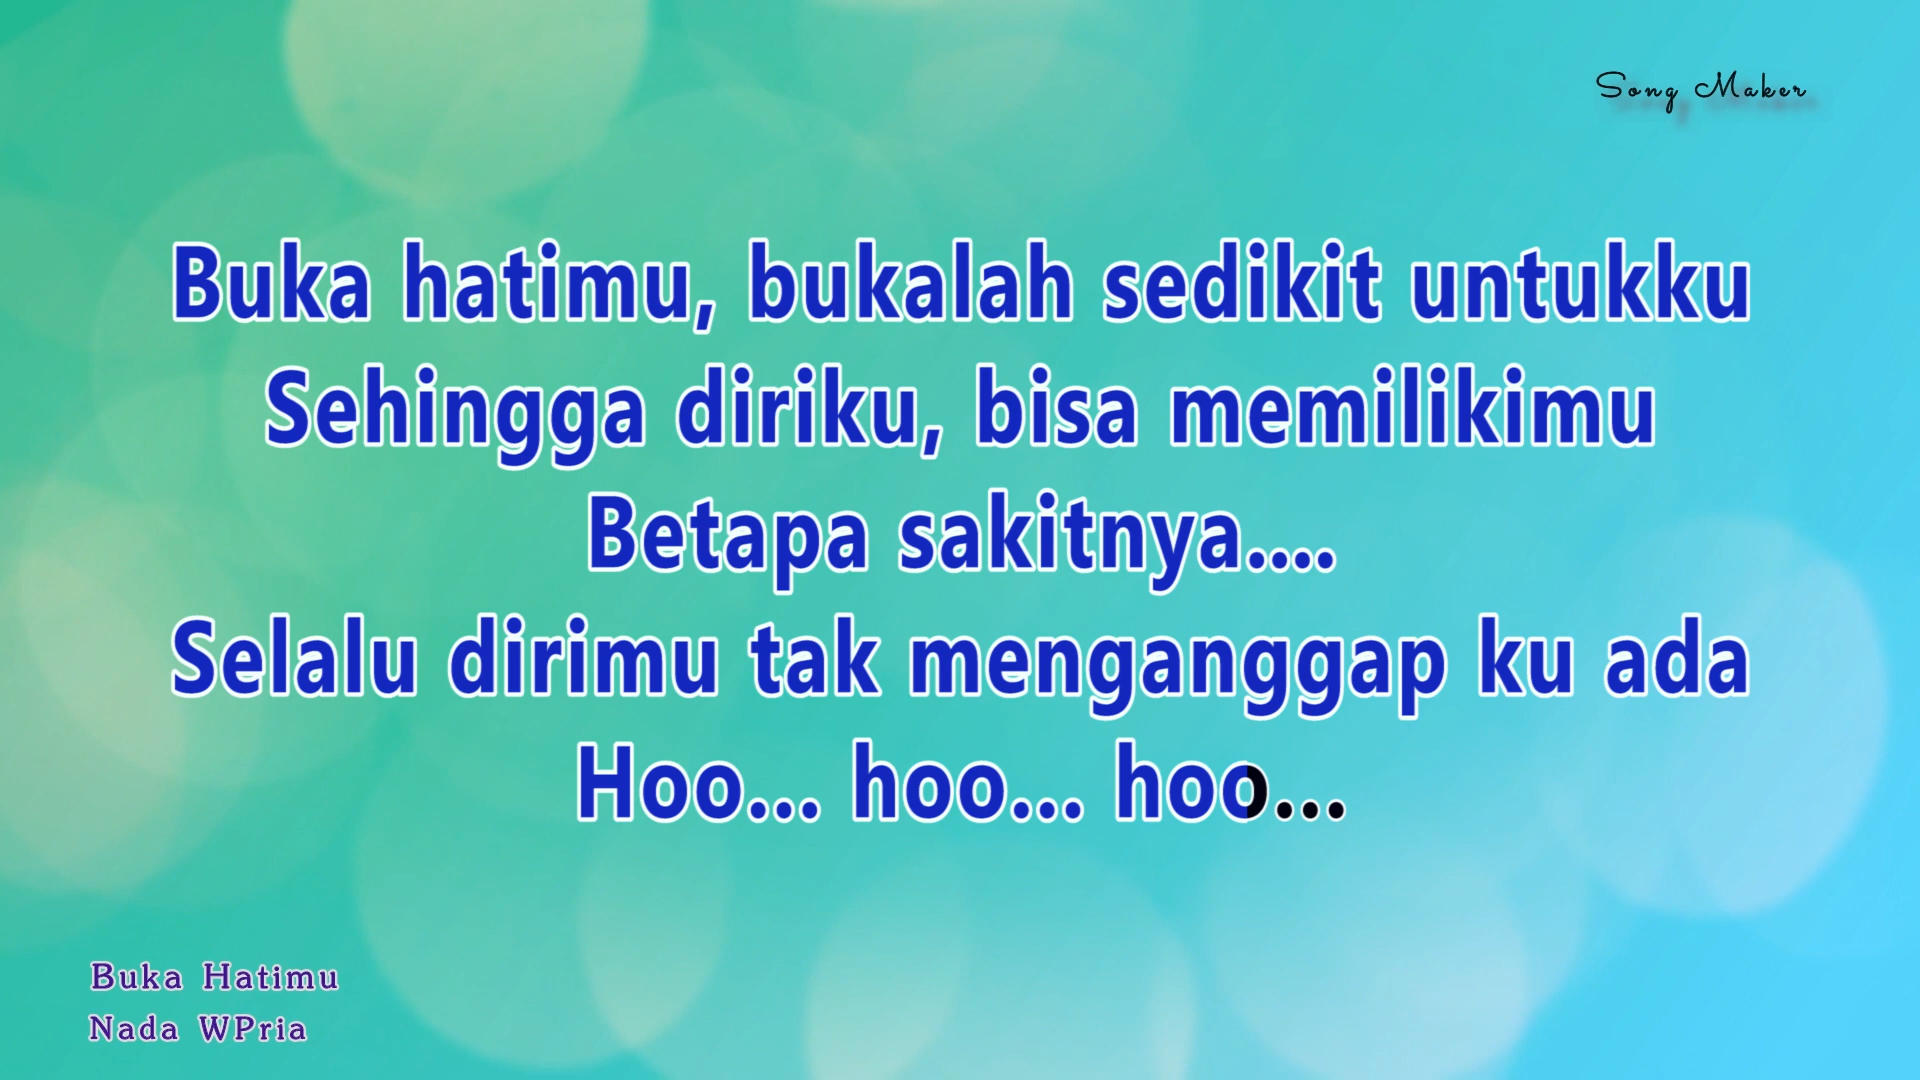 Song Maker
Buka hatimu, bukalah sedikit untukku
Sehingga diriku, bisa memilikimu
Betapa sakitnya....
Selalu dirimu tak menganggap ku ada
Hoo... hoo... hoo...
Buka Hatimu
Nada WPria